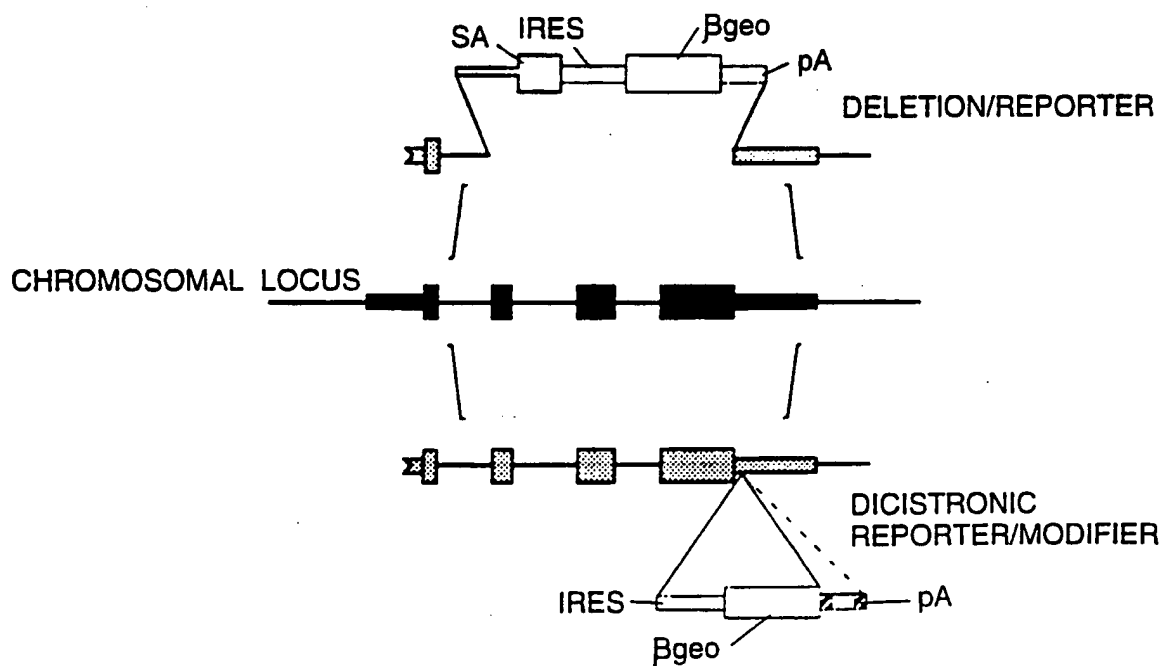 IRES
βgeo
SA
pA
DELETION/REPORTER
CHROMOSOMAL LOCUS
DICISTRONIC
REPORTER/MODIFIER
IRES
pA
βgeo